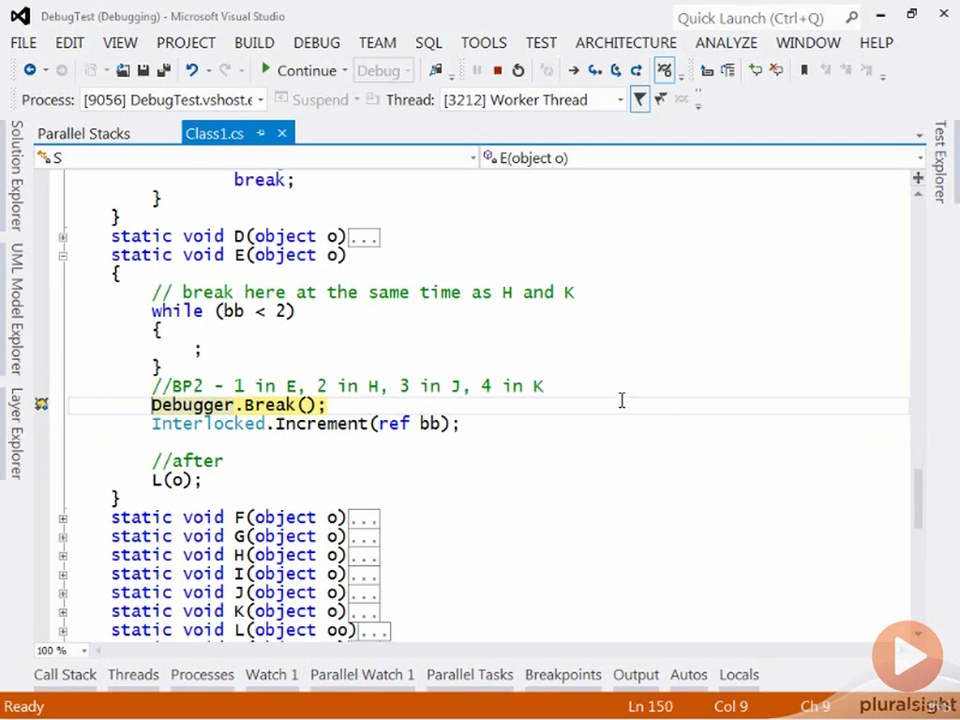 DebugTest (Debugging) - Microsoft Visual Studio
Quick Launch (Ctrl+Q)
FILE EDIT VIEW PROJECT BUILD DEBUG TEAM SQL TOOLS TEST ARCHITECTURE ANALYZE WINDOW HELP
Continue Debug
Process: [9056] DebugTest.vshost.e Suspend Thread: [3212] Worker Thread
Parallel Stacks Class1.cs
S E(object o)
break;
}
}
static void D(object o)...
static void E(object o)
{
// break here at the same time as H and K
while (bb < 2)
{
;
}
//BP2 - 1 in E, 2 in H, 3 in J, 4 in K
Debugger.Break();
Interlocked.Increment(ref bb);
//after
L(o);
}
static void F(object o)...
static void G(object o)...
static void H(object o)...
static void I(object o)...
static void J(object o)...
static void K(object o)...
static void L(object oo)...
Solution Explorer
UML Model Explorer
Layer Explorer
Test Explorer
100 %
Call Stack Threads Processes Watch 1 Parallel Watch 1 Parallel Tasks Breakpoints Output Autos Locals
Ready Ln 150 Col 9 Ch 9
pluralsight